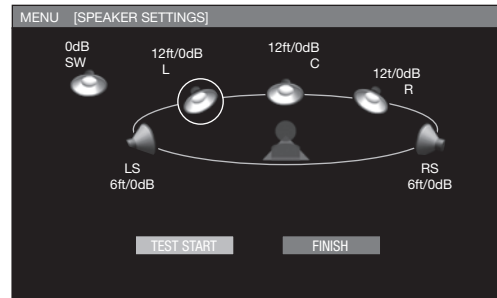 MENU [SPEAKER SETTINGS]
0dB
SW
12ft/0dB
L
12ft/0dB
C
12t/0dB
R
LS
6ft/0dB
RS
6ft/0dB
TEST START
FINISH